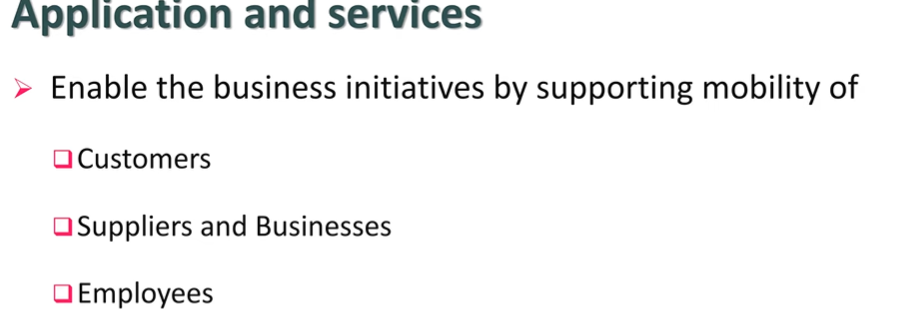 Application and services
Enable the business initiatives by supporting mobility of
Customers
Suppliers and Businesses
Employees